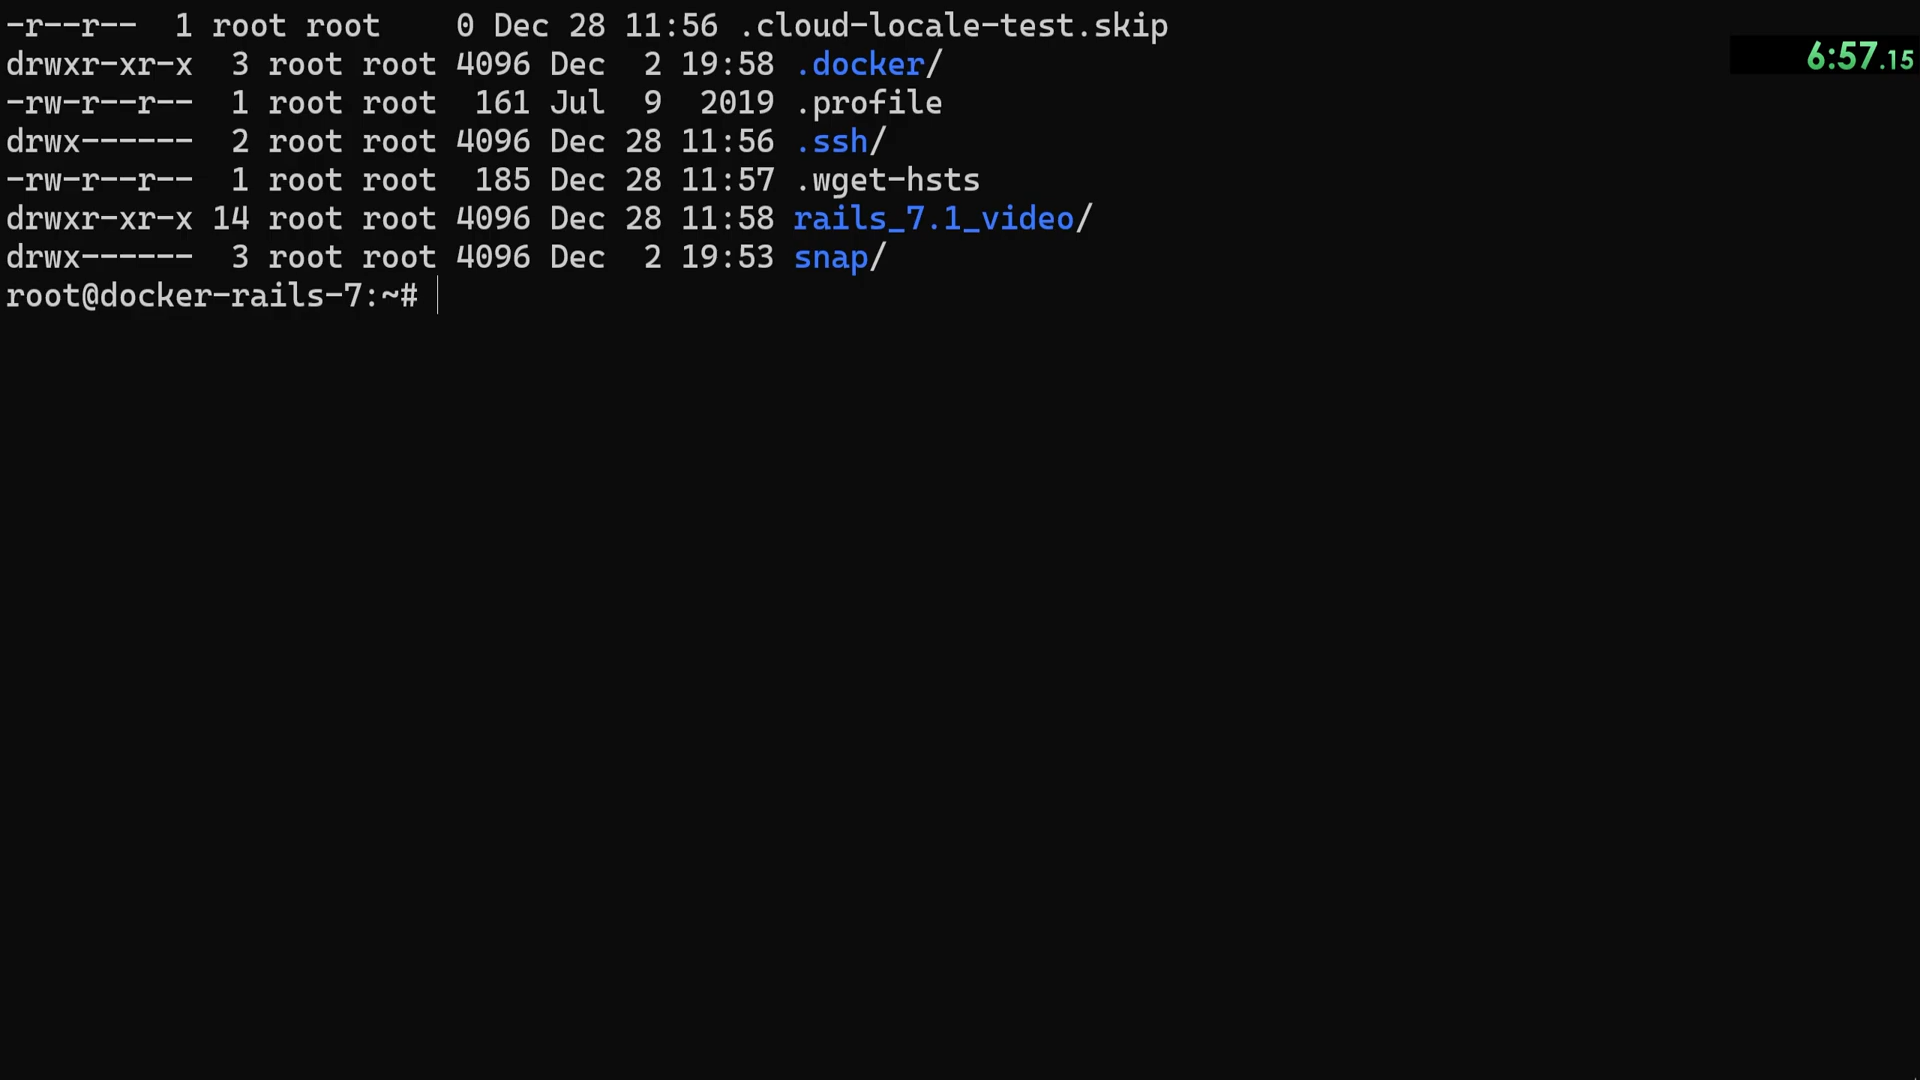 -r--r--  1 root root    0 Dec 28 11:56 .cloud-locale-test.skip
drwxr-xr-x  3 root root 4096 Dec  2 19:58 .docker/
6:57.15
-rw-r--r--  1 root root  161 Jul  9  2019 .profile
drwx------  2 root root 4096 Dec 28 11:56 .ssh/
-rw-r--r--  1 root root  185 Dec 28 11:57 .wget-hsts
drwxr-xr-x 14 root root 4096 Dec 28 11:58 rails_7.1_video/
drwx------  3 root root 4096 Dec  2 19:53 snap/
root@docker-rails-7:~#